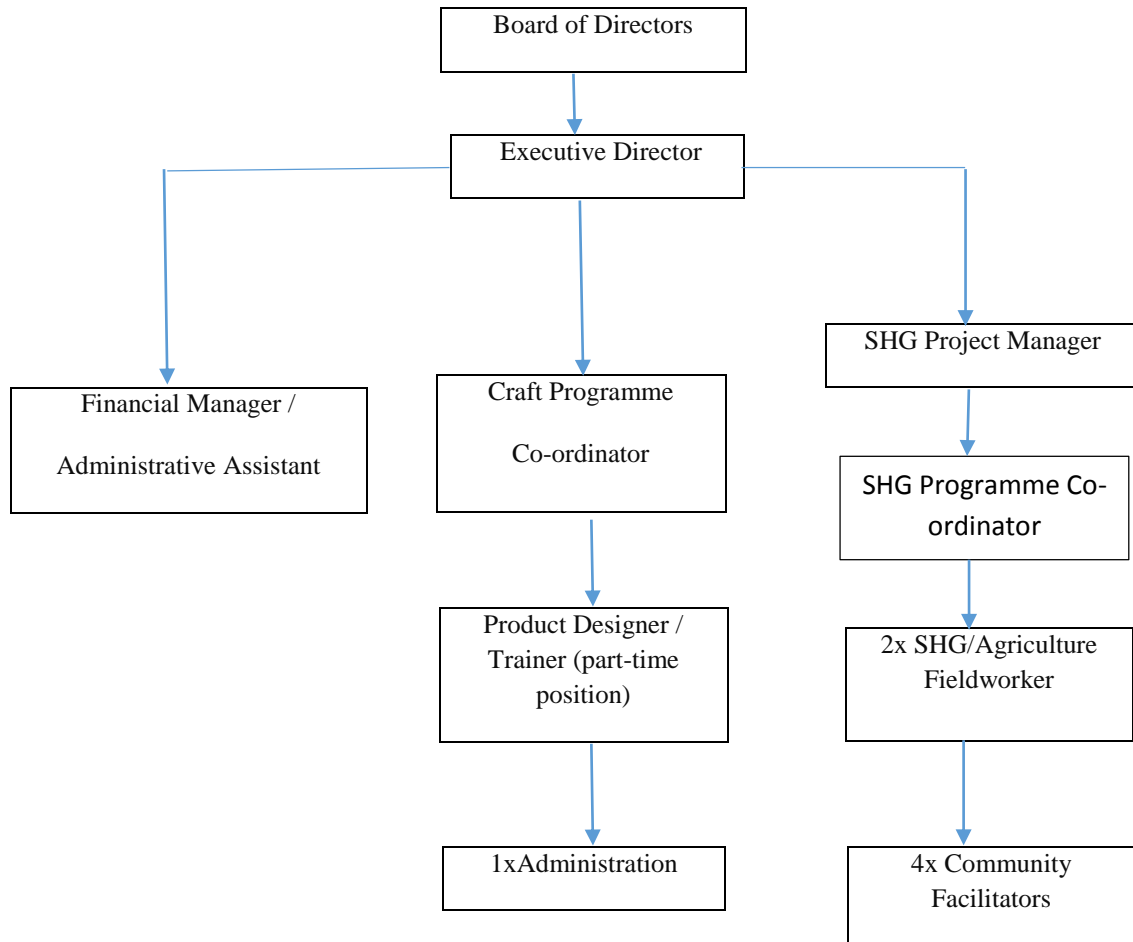 Board of Directors
Executive Director
SHG Project Manager
Financial Manager /
Administrative Assistant
Craft Programme
Co-ordinator
SHG Programme Co-
ordinator
Product Designer /
Trainer (part-time
position)
2x SHG/Agriculture
Fieldworker
1xAdministration
4x Community
Facilitators